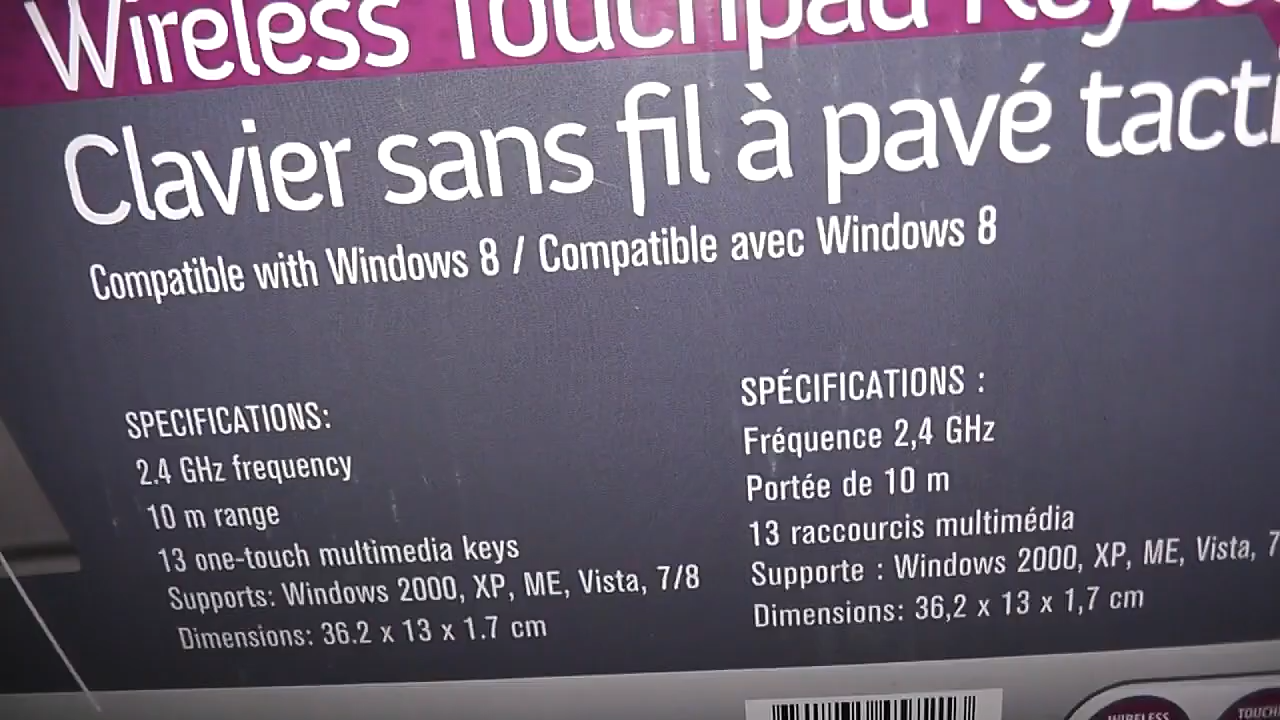 Wireless Touchpad
Clavier sans fil à pavé
Compatible with Windows 8 / Compatible avec Windows 8
SPECIFICATIONS:
2.4 GHz frequency
10 m range
13 one-touch multimedia keys
Supports: Windows 2000, XP, ME, Vista, 7/8
Dimensions: 36.2 x 13 x 1.7 cm
SPÉCIFICATIONS :
Fréquence 2,4 GHz
Portée de 10 m
13 raccourcis multimédia
Supporte : Windows 2000, XP, ME, Vista, 7
Dimensions: 36,2 x 13 x 1,7 cm
WIRELESS